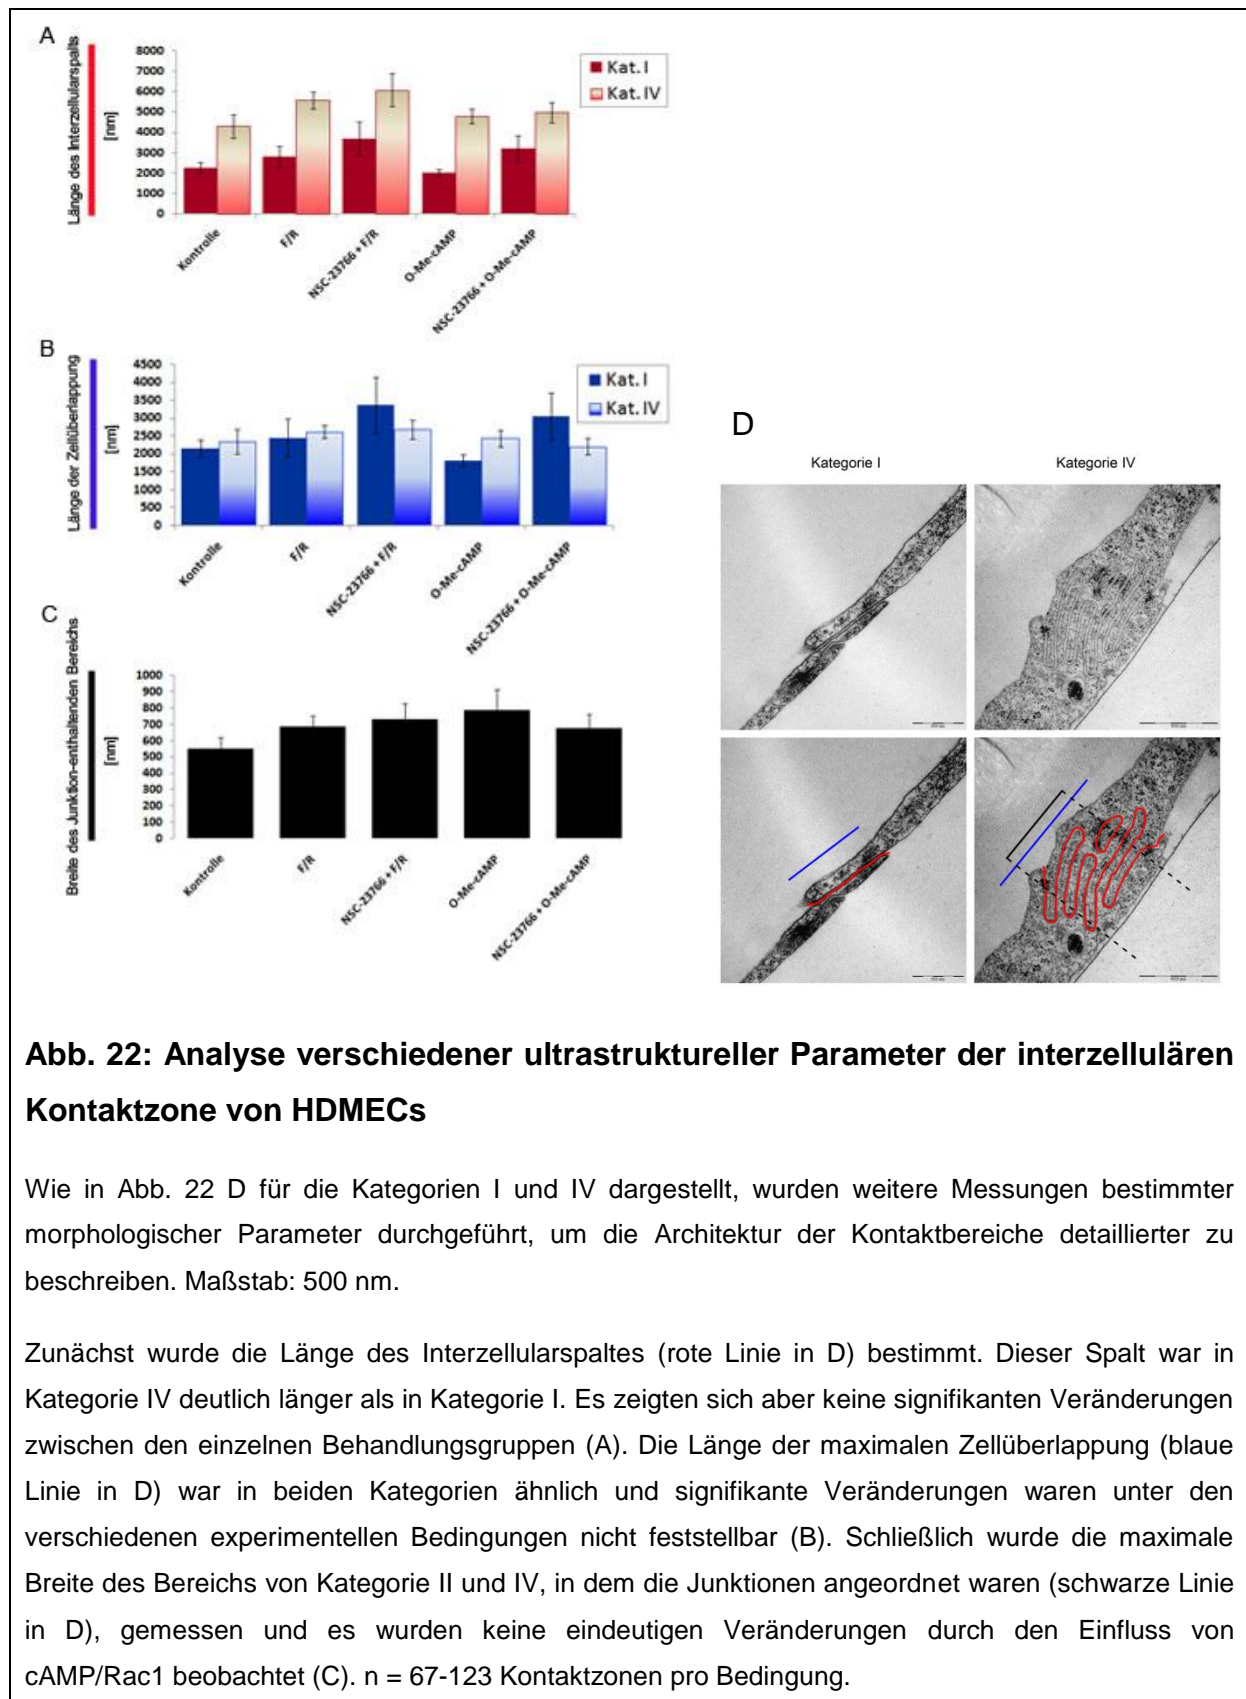 A
Länge des Interzellularspalts
[nm]
8000
7000
6000
5000
4000
3000
2000
1000
0
Kontrolle
F/R
NSC-23766 + F/R
O-Me-cAMP
NSC-23766 + O-Me-cAMP
Kat. I
Kat. IV
B
Länge der Zellüberlappung
[nm]
4500
4000
3500
3000
2500
2000
1500
1000
500
0
Kontrolle
F/R
NSC-23766 + F/R
O-Me-cAMP
NSC-23766 + O-Me-cAMP
Kat. I
Kat. IV
C
Breite des Junktion-enthaltenden Bereichs
[nm]
1000
900
800
700
600
500
400
300
200
100
0
Kontrolle
F/R
NSC-23766 + F/R
O-Me-cAMP
NSC-23766 + O-Me-cAMP
D
Kategorie I
Kategorie IV
Abb. 22: Analyse verschiedener ultrastruktureller Parameter der interzellulären
Kontaktzone von HDMECs
Wie in Abb. 22 D für die Kategorien I und IV dargestellt, wurden weitere Messungen bestimmter
morphologischer Parameter durchgeführt, um die Architektur der Kontaktbereiche detaillierter zu
beschreiben. Maßstab: 500 nm.
Zunächst wurde die Länge des Interzellularspaltes (rote Linie in D) bestimmt. Dieser Spalt war in
Kategorie IV deutlich länger als in Kategorie I. Es zeigten sich aber keine signifikanten Veränderungen
zwischen den einzelnen Behandlungsgruppen (A). Die Länge der maximalen Zellüberlappung (blaue
Linie in D) war in beiden Kategorien ähnlich und signifikante Veränderungen waren unter den
verschiedenen experimentellen Bedingungen nicht feststellbar (B). Schließlich wurde die maximale
Breite des Bereichs von Kategorie II und IV, in dem die Junktionen angeordnet waren (schwarze Linie
in D), gemessen und es wurden keine eindeutigen Veränderungen durch den Einfluss von
cAMP/Rac1 beobachtet (C). n = 67-123 Kontaktzonen pro Bedingung.